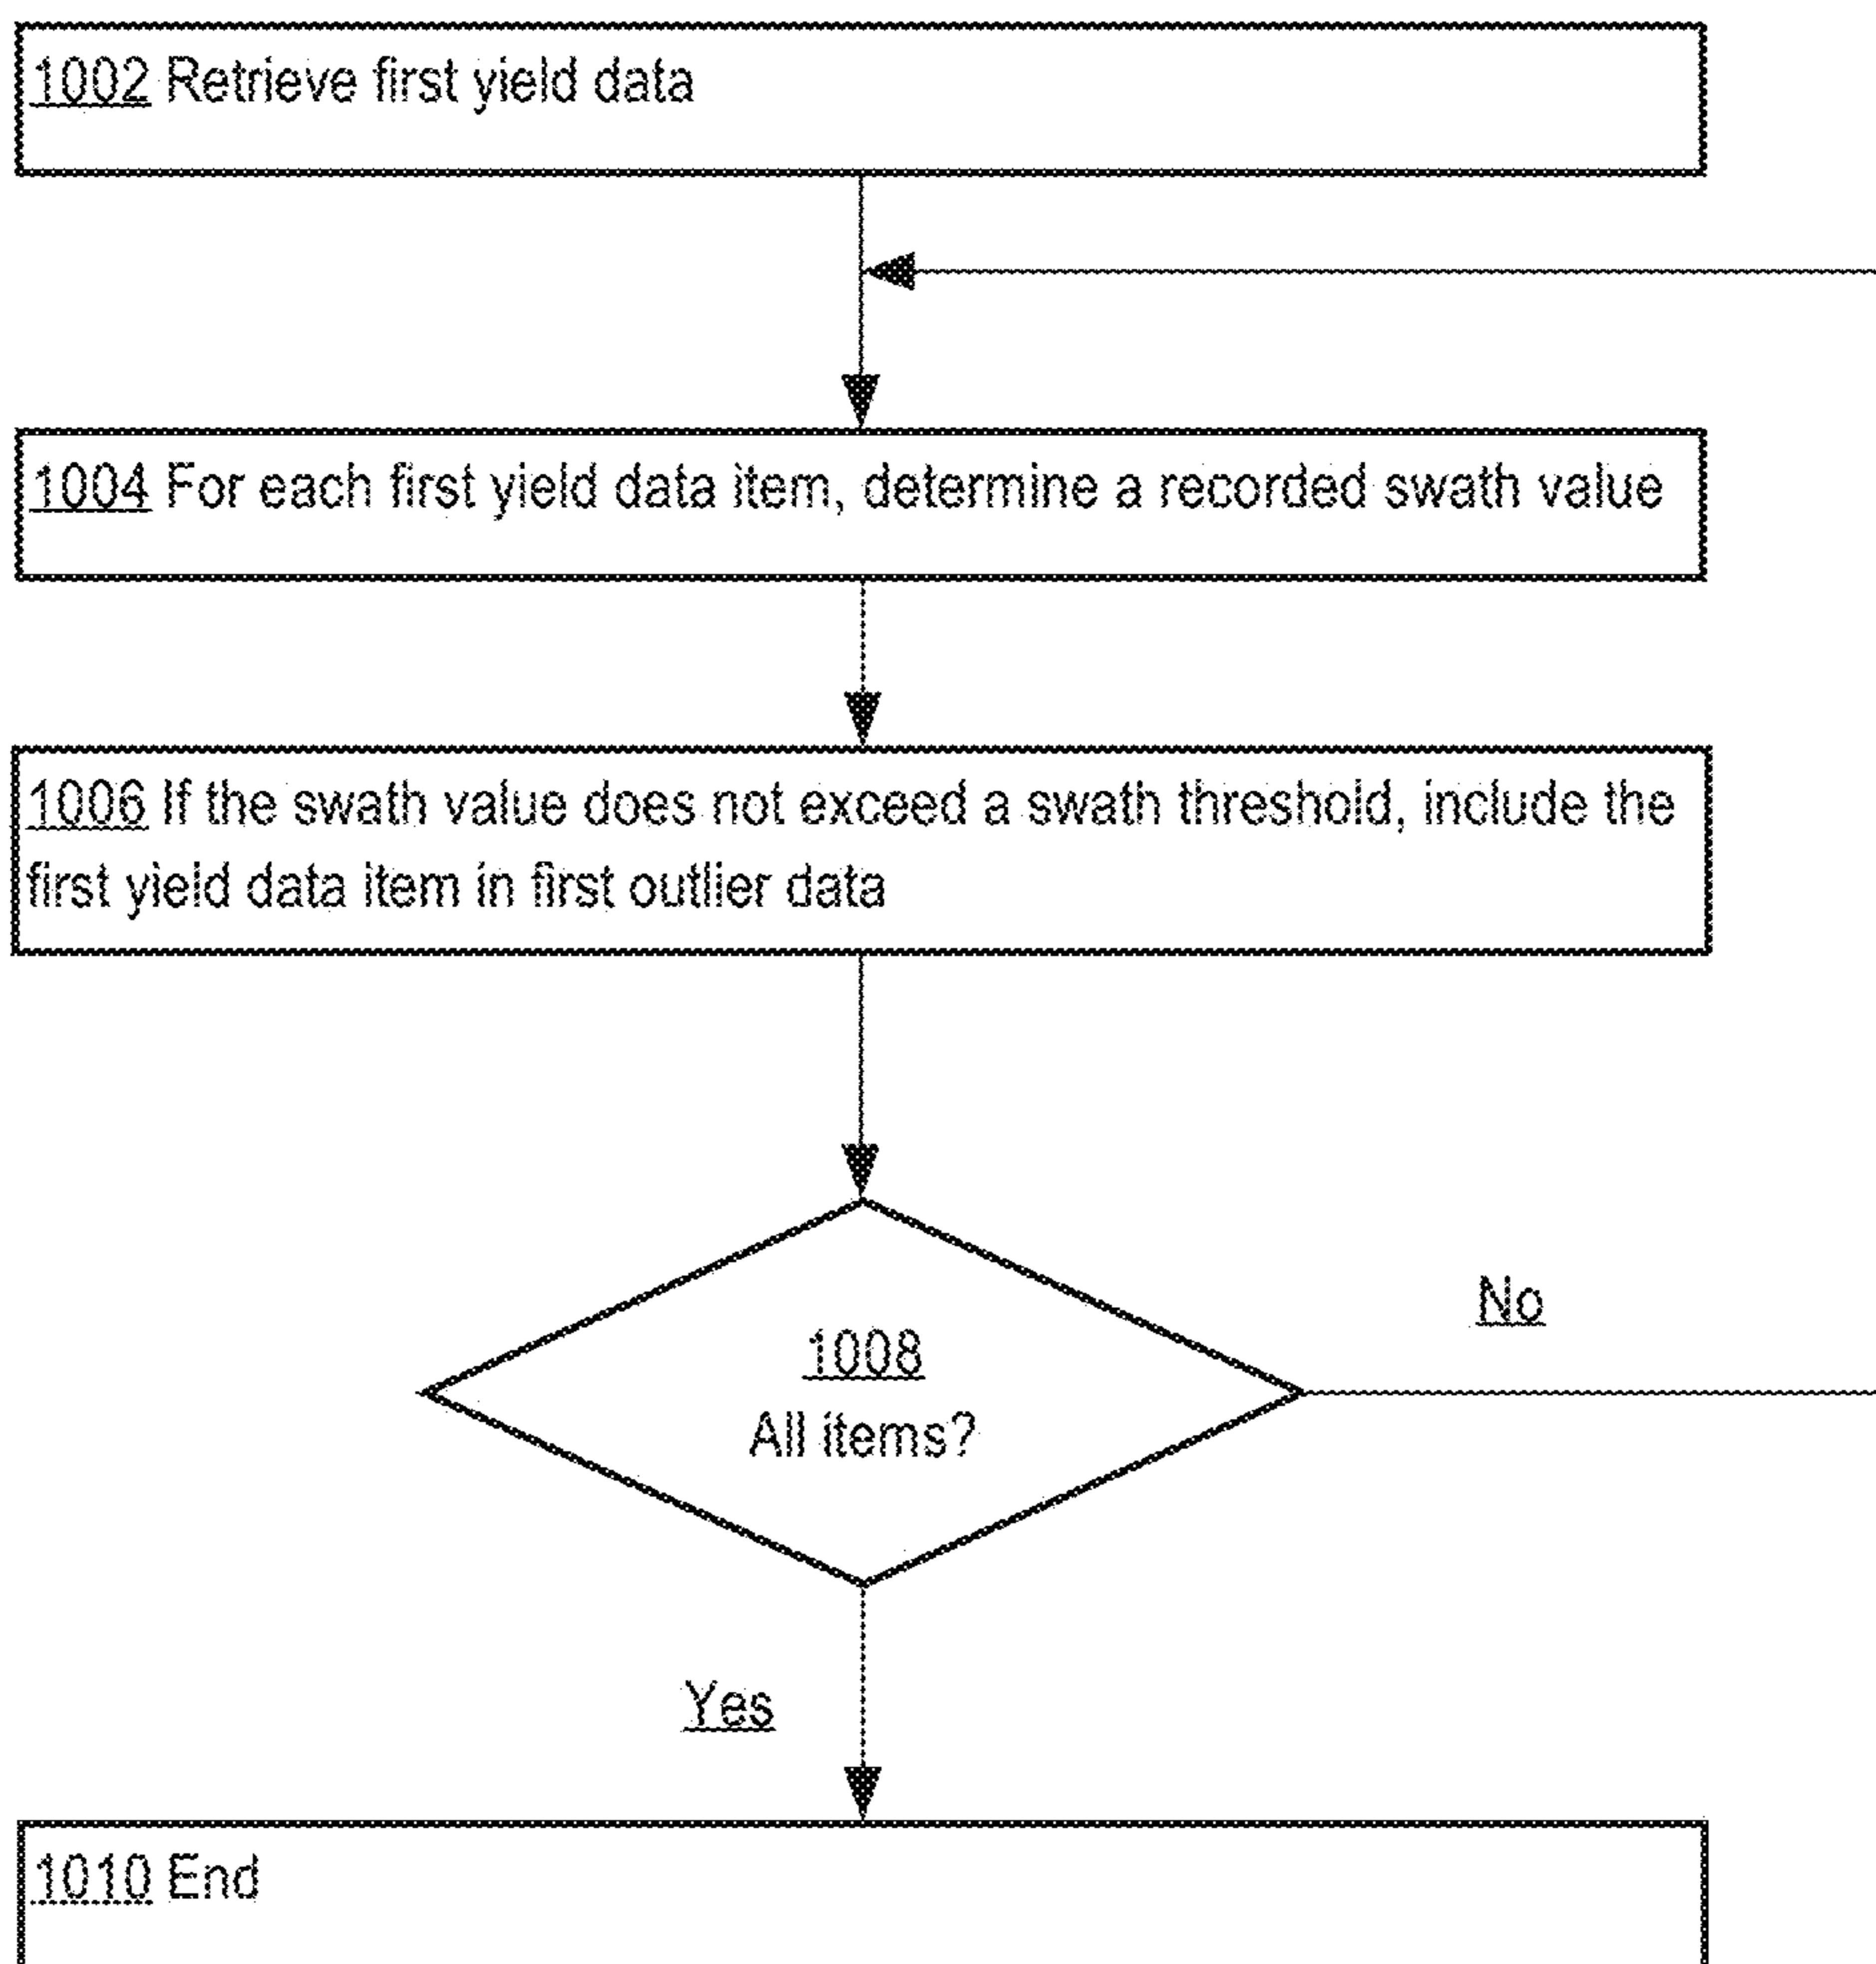 1002 Retrieve first yield data
1004 For each first yield data item, determine a recorded swath value
1006 If the swath value does not exceed a swath threshold, include the
first yield data item in first outlier data
1008
All items?
No
Yes
1010 End